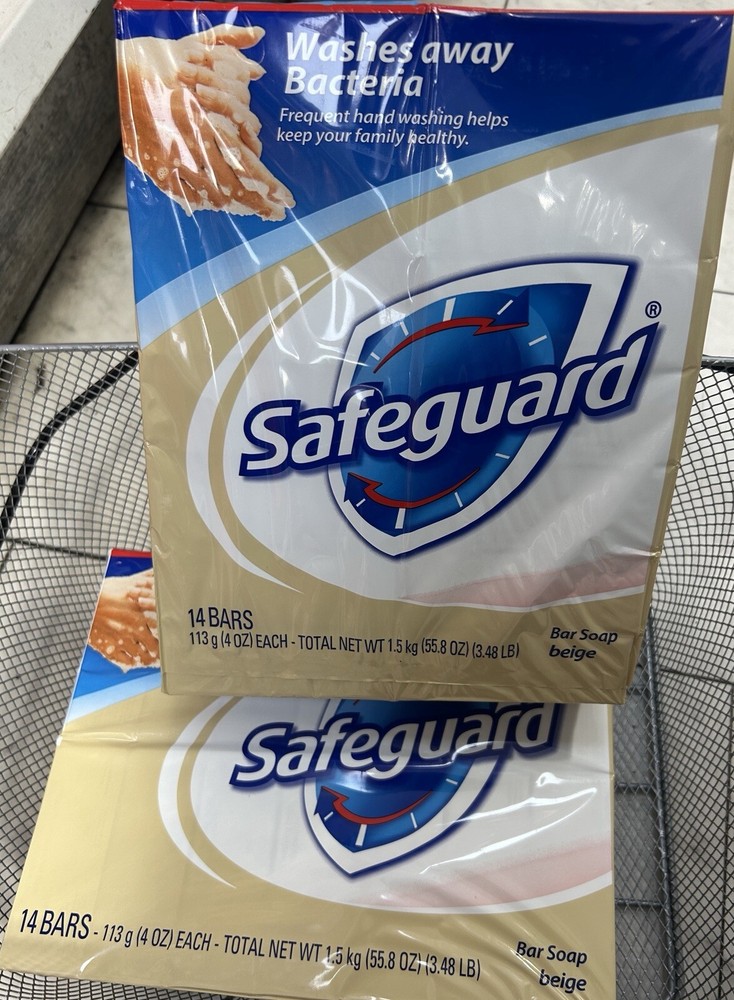 Washes away
Bacteria
Frequent hand washing helps
keep your family healthy.
Safeguard®
14 BARS
113 g (4 OZ) EACH - TOTAL NET WT 1.5 kg (55.8 OZ) (3.48 LB)
Bar Soap
beige
Safeguard
14 BARS - 113 g (4 OZ) EACH - TOTAL NET WT 1.5 kg (55.8 OZ) (3.48 LB)
Bar Soap
beige